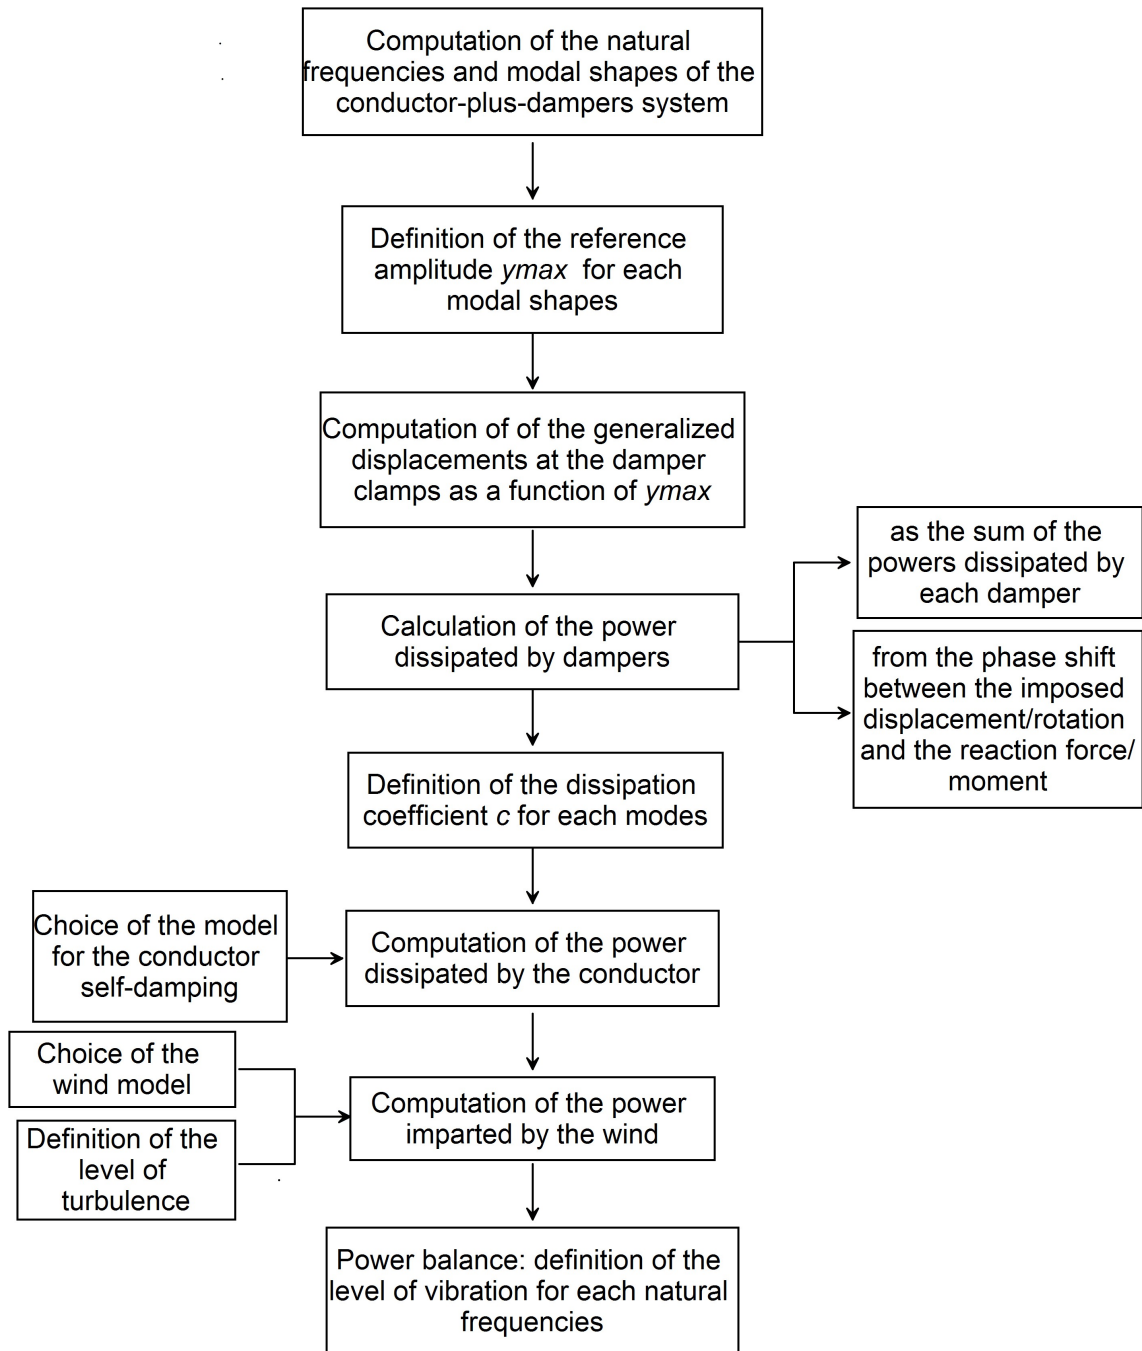 Computation of the natural
frequencies and modal shapes of the
conductor-plus-dampers system
Definition of the reference
amplitude ymax for each
modal shapes
Computation of of the generalized
displacements at the damper
clamps as a function of ymax
Calculation of the power
dissipated by dampers
as the sum of the
powers dissipated by
each damper
from the phase shift
between the imposed
displacement/rotation
and the reaction force/
moment
Definition of the dissipation
coefficient c for each modes
Choice of the model
for the conductor
self-damping
Computation of the power
dissipated by the conductor
Choice of the
wind model
Definition of the
level of
turbulence
Computation of the power
imparted by the wind
Power balance: definition of the
level of vibration for each natural
frequencies